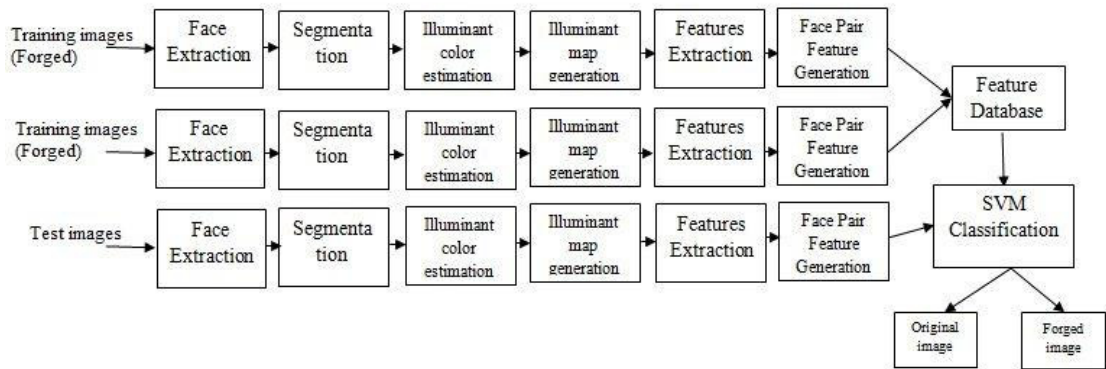 Training images
(Forged)
Face
Extraction
Segmenta
tion
Illuminant
color
estimation
Illuminant
map
generation
Features
Extraction
Face Pair
Feature
Generation
Feature
Database
Training images
(Forged)
Face
Extraction
Segmenta
tion
Illuminant
color
estimation
Illuminant
map
generation
Features
Extraction
Face Pair
Feature
Generation
Test images
Face
Extraction
Segmenta
tion
Illuminant
color
estimation
Illuminant
map
generation
Features
Extraction
Face Pair
Feature
Generation
SVM
Classification
Original
image
Forged
image